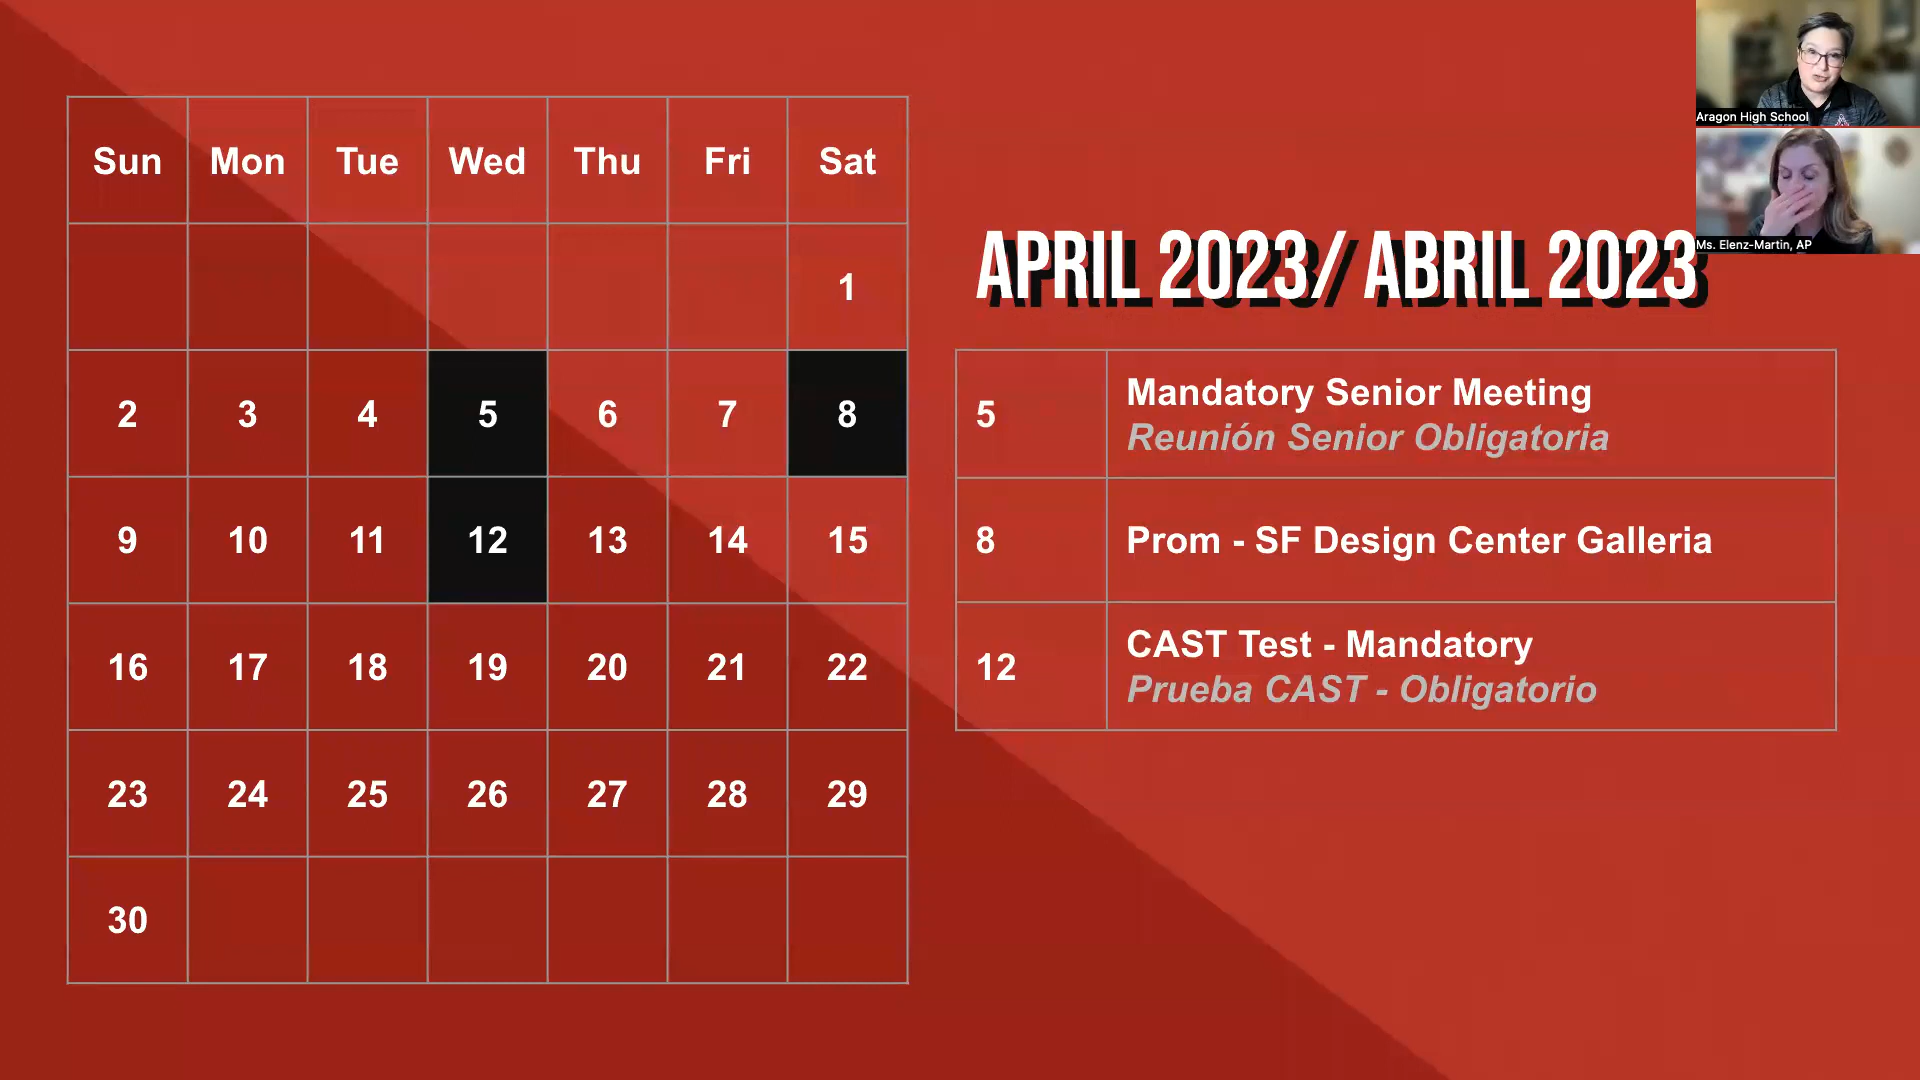 Sun Mon Tue Wed Thu Fri Sat
1
2 3 4 5 6 7 8
9 10 11 12 13 14 15
16 17 18 19 20 21 22
23 24 25 26 27 28 29
30
APRIL 2023/ ABRIL 2023
5 Mandatory Senior Meeting
Reunión Senior Obligatoria
8 Prom - SF Design Center Galleria
12 CAST Test - Mandatory
Prueba CAST - Obligatorio
Aragon High School
Ms. Elenz-Martin, AP